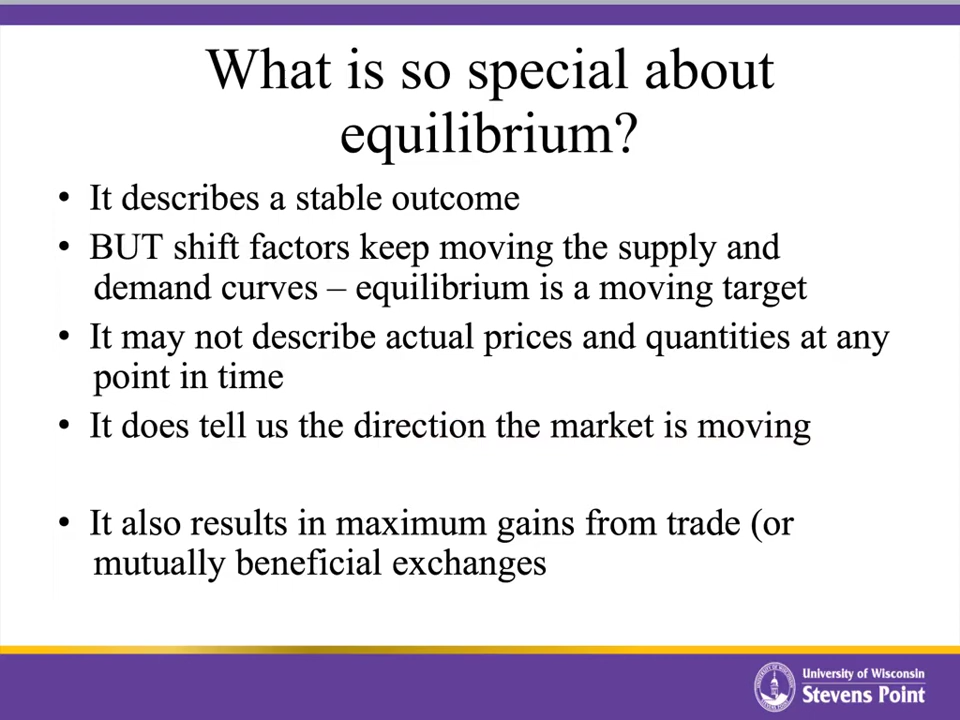 What is so special about
equilibrium?
• It describes a stable outcome
• BUT shift factors keep moving the supply and
demand curves – equilibrium is a moving target
• It may not describe actual prices and quantities at any
point in time
• It does tell us the direction the market is moving
• It also results in maximum gains from trade (or
mutually beneficial exchanges
University of Wisconsin
Stevens Point